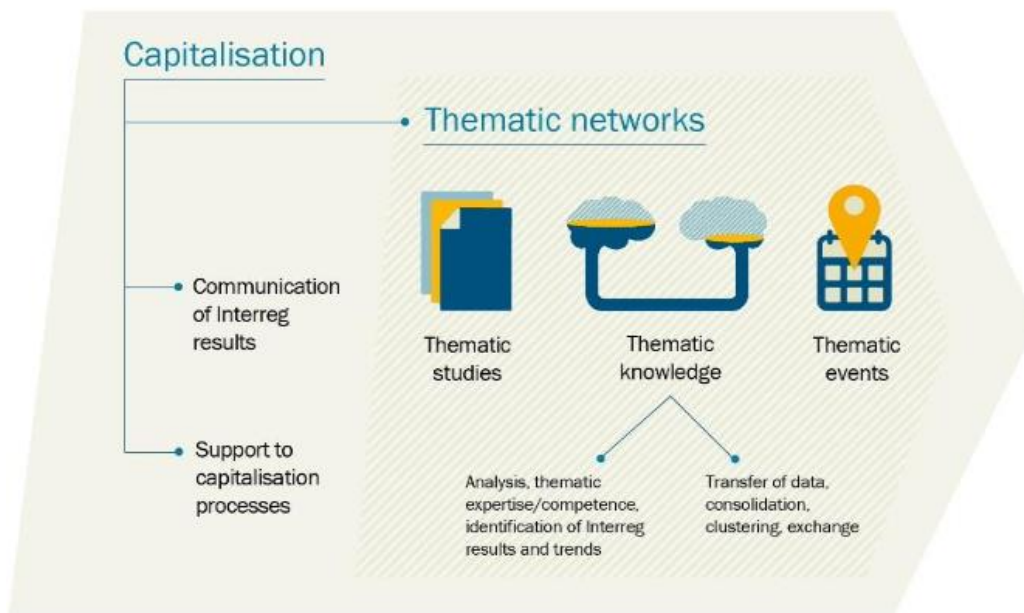 Capitalisation
Thematic networks
Communication
of Interreg
results
Support to
capitalisation
processes
Thematic
studies
Thematic
knowledge
Thematic
events
Analysis, thematic
expertise/competence,
identification of Interreg
results and trends
Transfer of data,
consolidation,
clustering, exchange